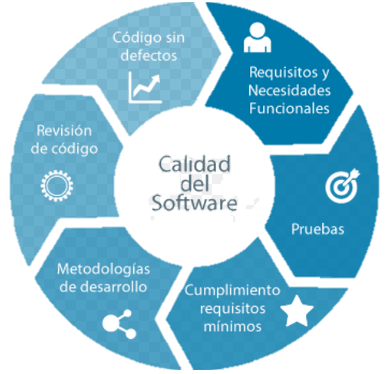 Código sin
defectos
Requisitos y
Necesidades
Funcionales
Revisión
de código
Calidad
del
Software
Pruebas
Metodologías
de desarrollo
Cumplimiento
requisitos
mínimos